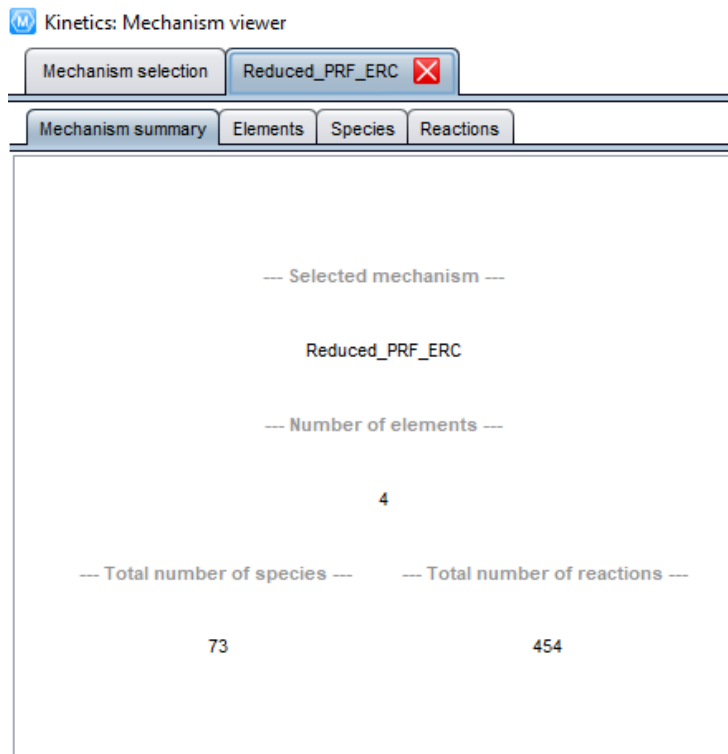 M Kinetics: Mechanism viewer
Mechanism selection Reduced_PRF_ERC
Mechanism summary Elements Species Reactions
--- Selected mechanism ---
Reduced_PRF_ERC
--- Number of elements ---
4
--- Total number of species --- --- Total number of reactions ---
73 454